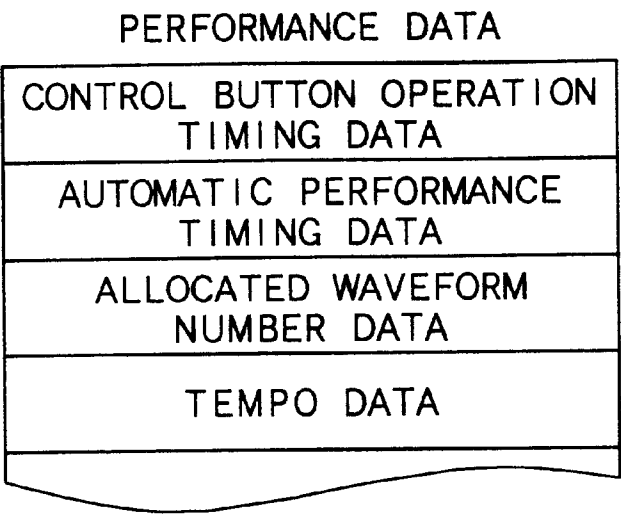 PERFORMANCE DATA
CONTROL BUTTON OPERATION
TIMING DATA
AUTOMATIC PERFORMANCE
TIMING DATA
ALLOCATED WAVEFORM
NUMBER DATA
TEMPO DATA